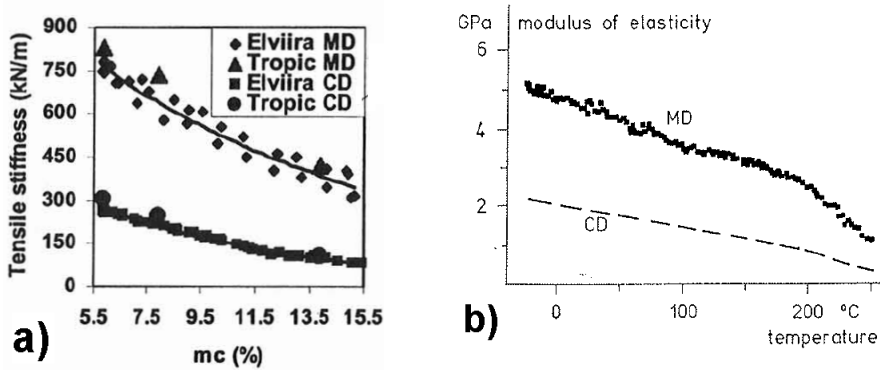 900
750
600
450
300
150
0
Tensile stiffness (kN/m)
Elviira MD
Tropic MD
Elviira CD
Tropic CD
5.5 7.5 9.5 11.5 13.5 15.5
mc (%)
a)
GPa modulus of elasticity
6
4
2
MD
CD
0 100 200 °C
temperature
b)